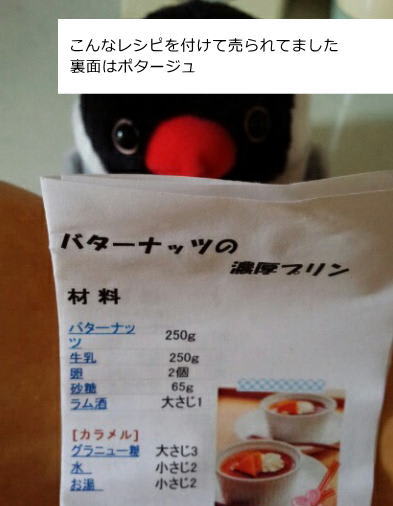 こんなレシピを付けて売られてました
裏面はポタージュ
バターナッツの
濃厚プリン
材料
バターナッツ 250g
牛乳 250g
卵 2個
砂糖 65g
ラム酒 大さじ1
[カラメル]
グラニュー糖 大さじ3
水 小さじ2
お湯 小さじ2